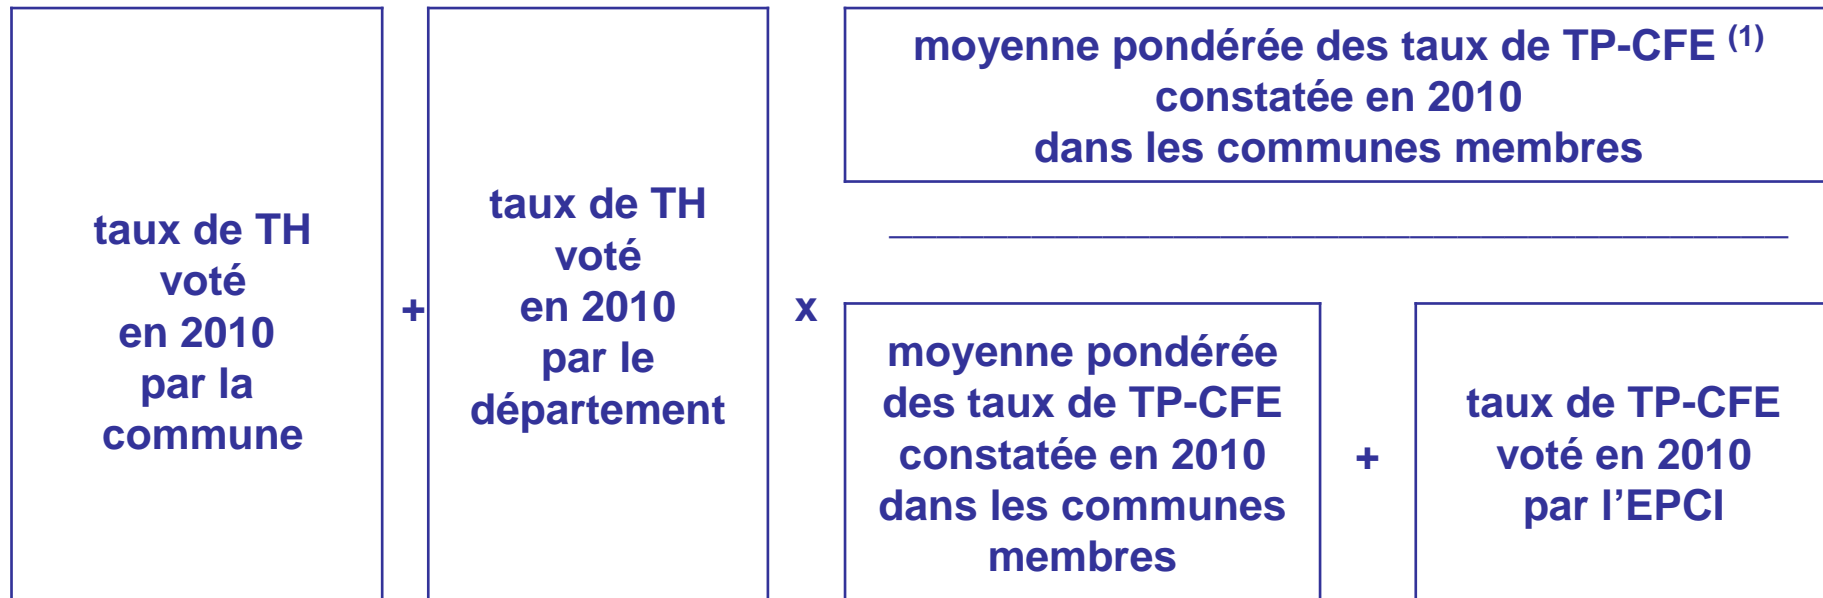 taux de TH
voté
en 2010
par la
commune
+
taux de TH
voté
en 2010
par le
département
x
moyenne pondérée des taux de TP-CFE (1)
constatée en 2010
dans les communes membres
moyenne pondérée
des taux de TP-CFE
constatée en 2010
dans les communes
membres
+
taux de TP-CFE
voté en 2010
par l’EPCI